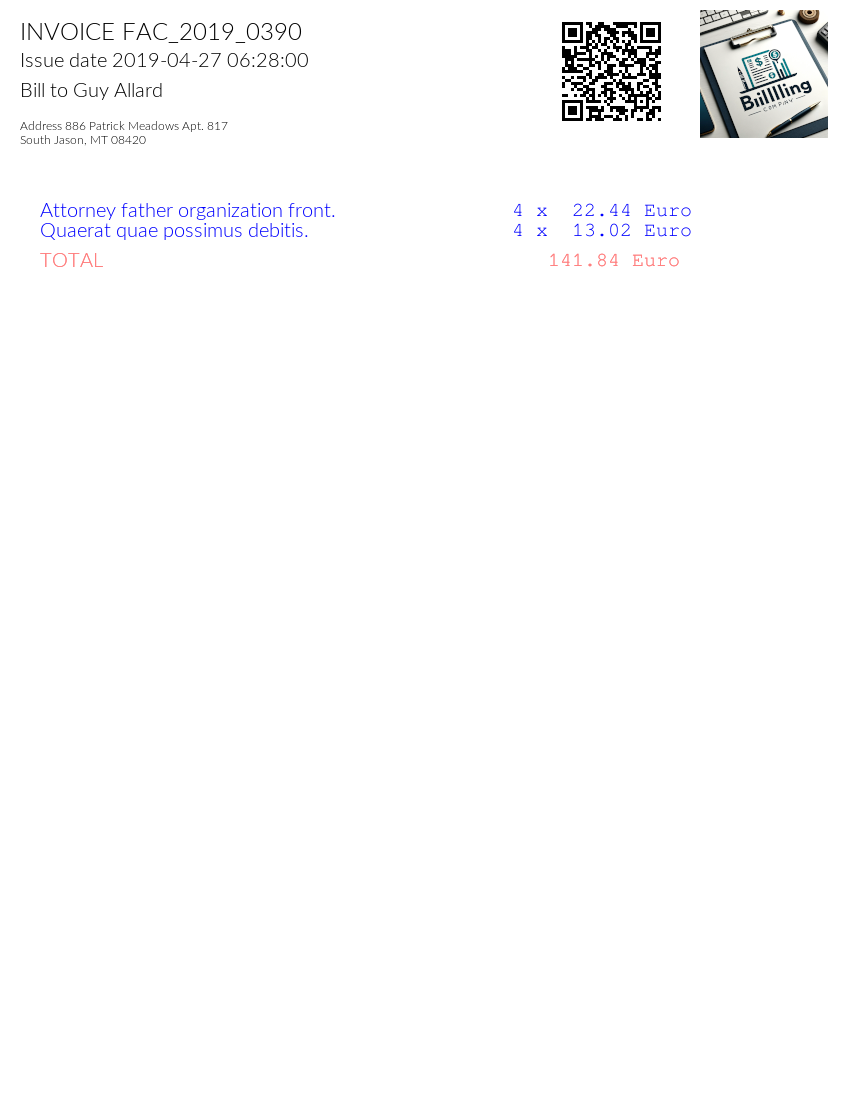 INVOICE FAC_2019_0390
Issue date 2019-04-27 06:28:00
Bill to Guy Allard
Address 886 Patrick Meadows Apt. 817
South Jason, MT 08420
Biillling
COMPANY
Attorney father organization front. 4 x 22.44 Euro
Quaerat quae possimus debitis. 4 x 13.02 Euro
TOTAL 141.84 Euro